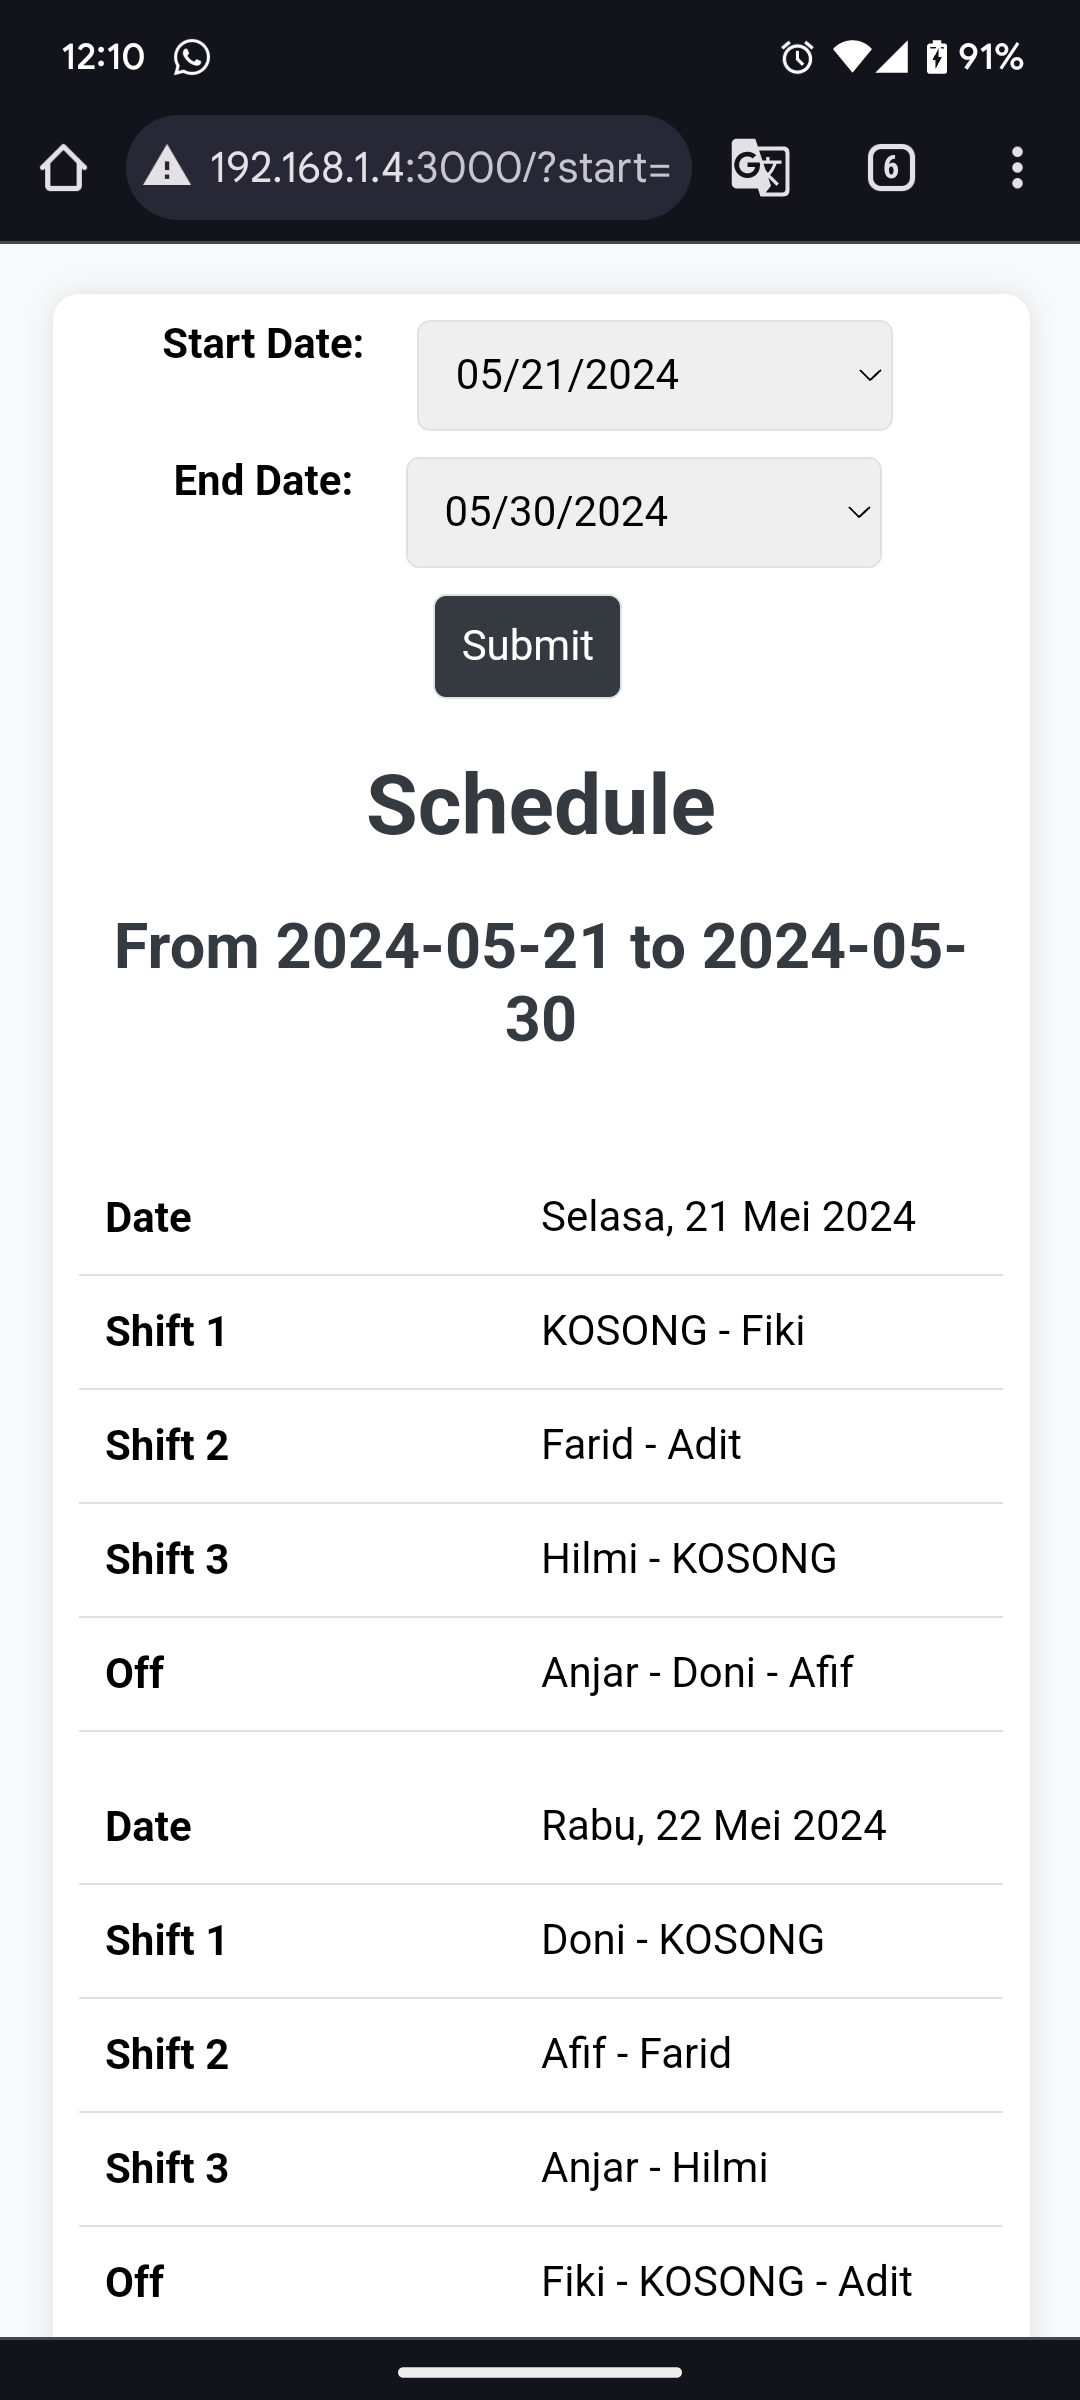 12:10
91%
192.168.1.4:3000/?start=
6
Start Date:
05/21/2024
End Date:
05/30/2024
Submit
Schedule
From 2024-05-21 to 2024-05-
30
Date Selasa, 21 Mei 2024
Shift 1 KOSONG - Fiki
Shift 2 Farid - Adit
Shift 3 Hilmi - KOSONG
Off Anjar - Doni - Afif
Date Rabu, 22 Mei 2024
Shift 1 Doni - KOSONG
Shift 2 Afif - Farid
Shift 3 Anjar - Hilmi
Off Fiki - KOSONG - Adit